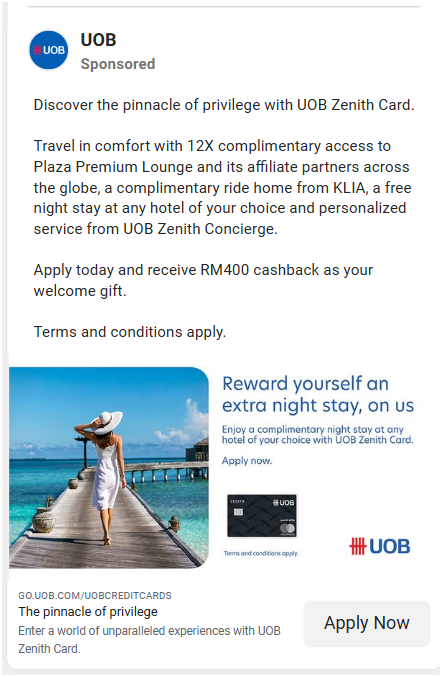 UOB
UOB
Sponsored
Discover the pinnacle of privilege with UOB Zenith Card.
Travel in comfort with 12X complimentary access to
Plaza Premium Lounge and its affiliate partners across
the globe, a complimentary ride home from KLIA, a free
night stay at any hotel of your choice and personalized
service from UOB Zenith Concierge.
Apply today and receive RM400 cashback as your
welcome gift.
Terms and conditions apply.
Reward yourself an
extra night stay, on us
Enjoy a complimentary night stay at any
hotel of your choice with UOB Zenith Card.
Apply now.
ZENITH
UOB
Terms and conditions apply.
UOB
GO.UOB.COM/UOBCREDITCARDS
The pinnacle of privilege
Enter a world of unparalleled experiences with UOB
Zenith Card.
Apply Now